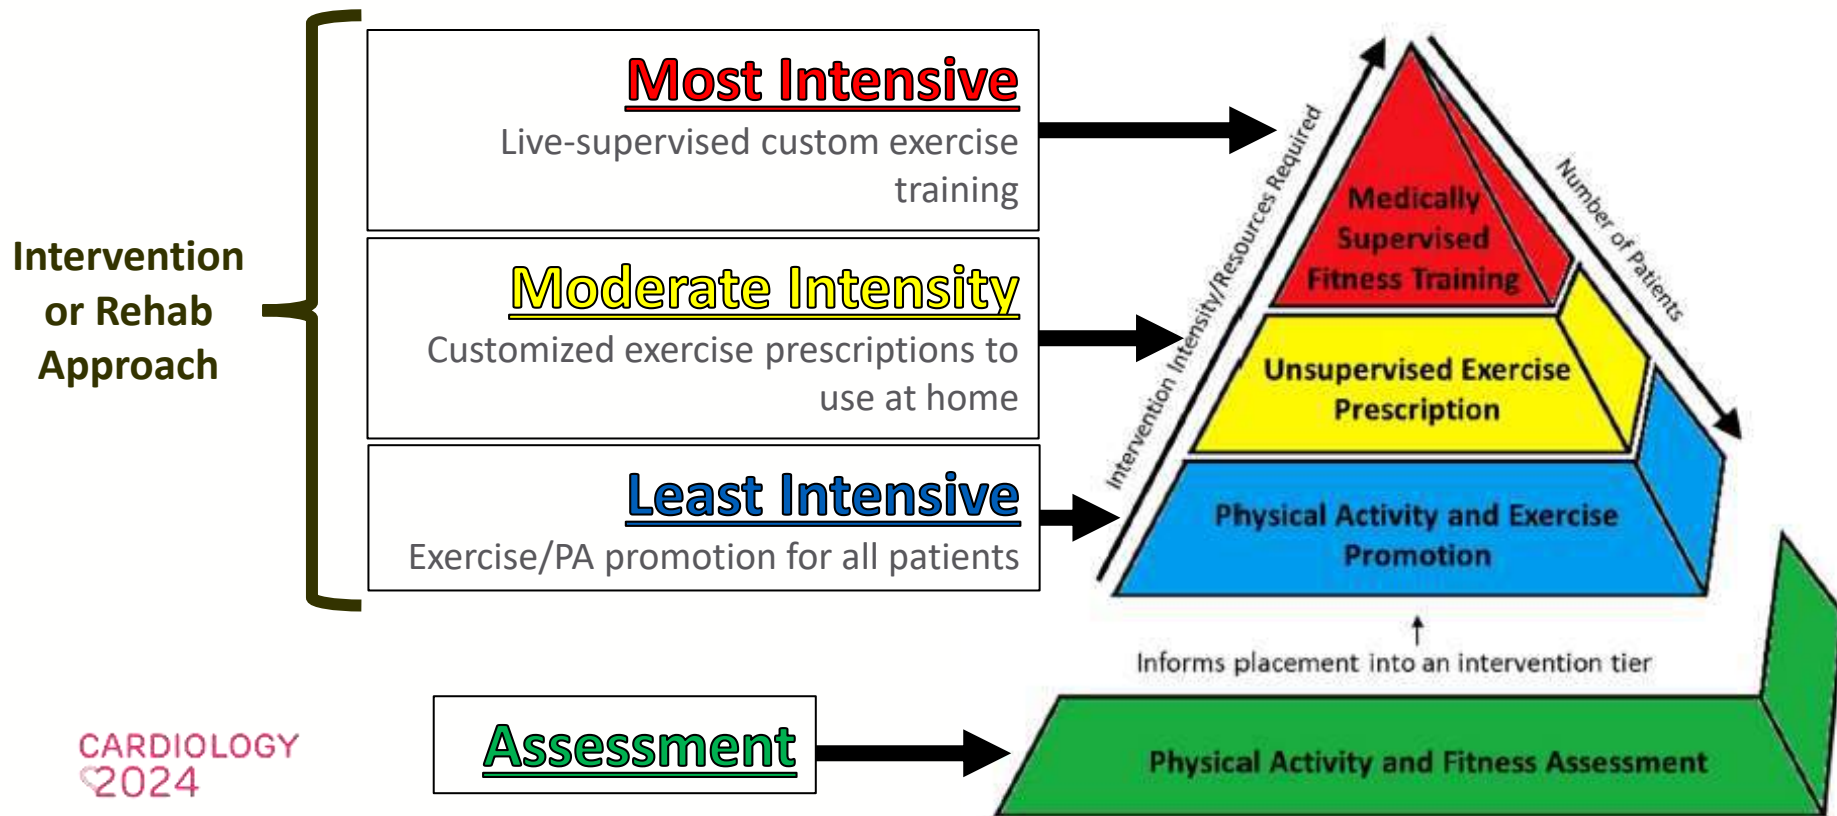 Intervention
or Rehab
Approach
Most Intensive
Live-supervised custom exercise
training
Moderate Intensity
Customized exercise prescriptions to
use at home
Least Intensive
Exercise/PA promotion for all patients
Assessment
Intervention Intensity/Resources Required
Number of Patients
Medically
Supervised
Fitness Training
Unsupervised Exercise
Prescription
Physical Activity and Exercise
Promotion
Informs placement into an intervention tier
Physical Activity and Fitness Assessment
CARDIOLOGY
2024